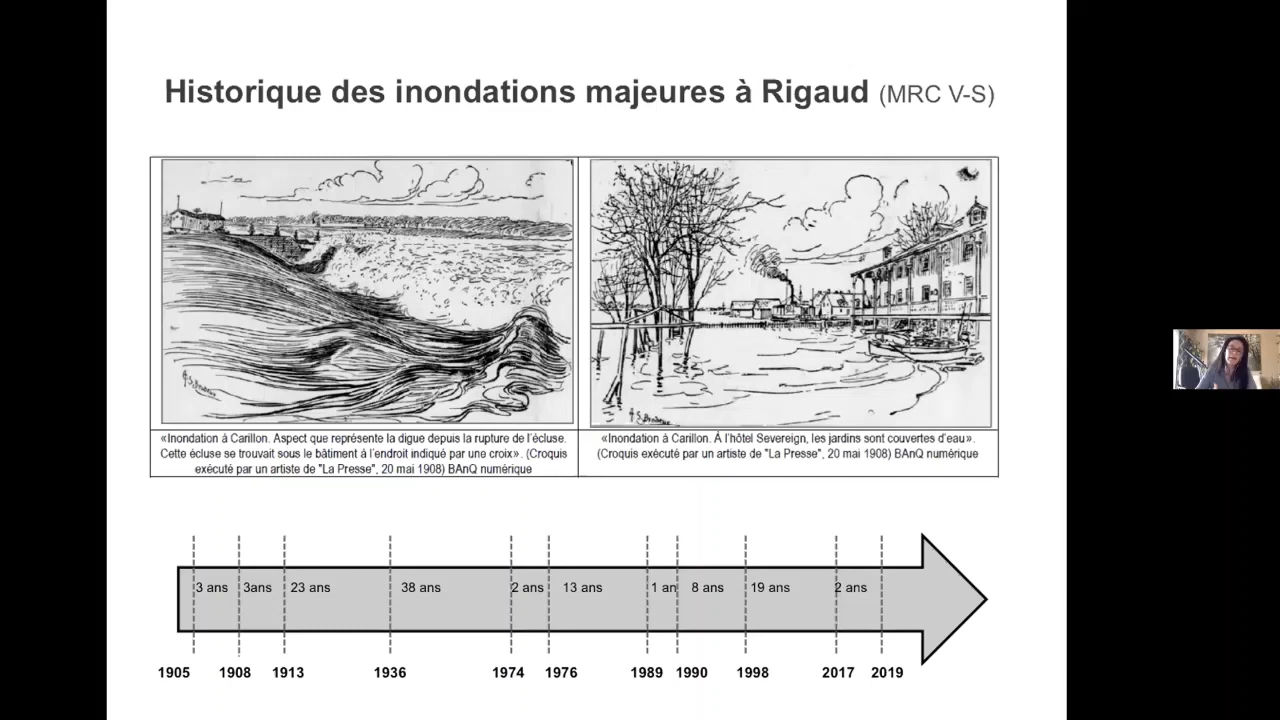 Historique des inondations majeures à Rigaud (MRC V-S)
«Inondation à Carillon. Aspect que représente la digue depuis la rupture de l'écluse.
Cette écluse se trouvait sous le bâtiment à l'endroit indiqué par une croix». (Croquis
exécuté par un artiste de "La Presse", 20 mai 1908) BAnQ numérique
«Inondation à Carillon. À l'hôtel Severeign, les jardins sont couvertes d'eau».
(Croquis exécuté par un artiste de "La Presse", 20 mai 1908) BAnQ numérique
3 ans 3ans 23 ans 38 ans 2 ans 13 ans 1 an 8 ans 19 ans 2 ans
1905 1908 1913 1936 1974 1976 1989 1990 1998 2017 2019